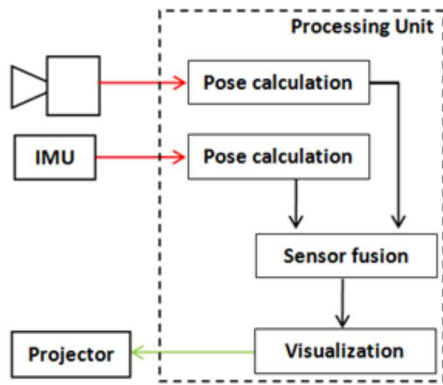 Processing Unit
Pose calculation
IMU
Pose calculation
Sensor fusion
Projector
Visualization